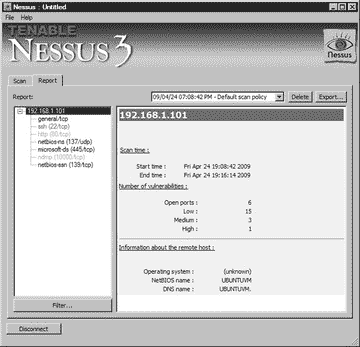 Nessus : Untitled
File Help
TENABLE
NESSUS 3
Nessus
Scan Report
Report: 09/04/24 07:08:42 PM - Default scan policy Delete Export...
192.168.1.101
general/tcp
ssh (22/tcp)
http (80/tcp)
netbios-ns (137/udp)
microsoft-ds (445/tcp)
ndmp (10000/tcp)
netbios-ssn (139/tcp)
Filter...
192.168.1.101
Scan time :
Start time : Fri Apr 24 19:08:42 2009
End time : Fri Apr 24 19:16:14 2009
Number of vulnerabilities :
Open ports : 6
Low : 15
Medium : 3
High : 1
Information about the remote host :
Operating system : (unknown)
NetBIOS name : UBUNTUVM
DNS name : UBUNTUVM.
Disconnect